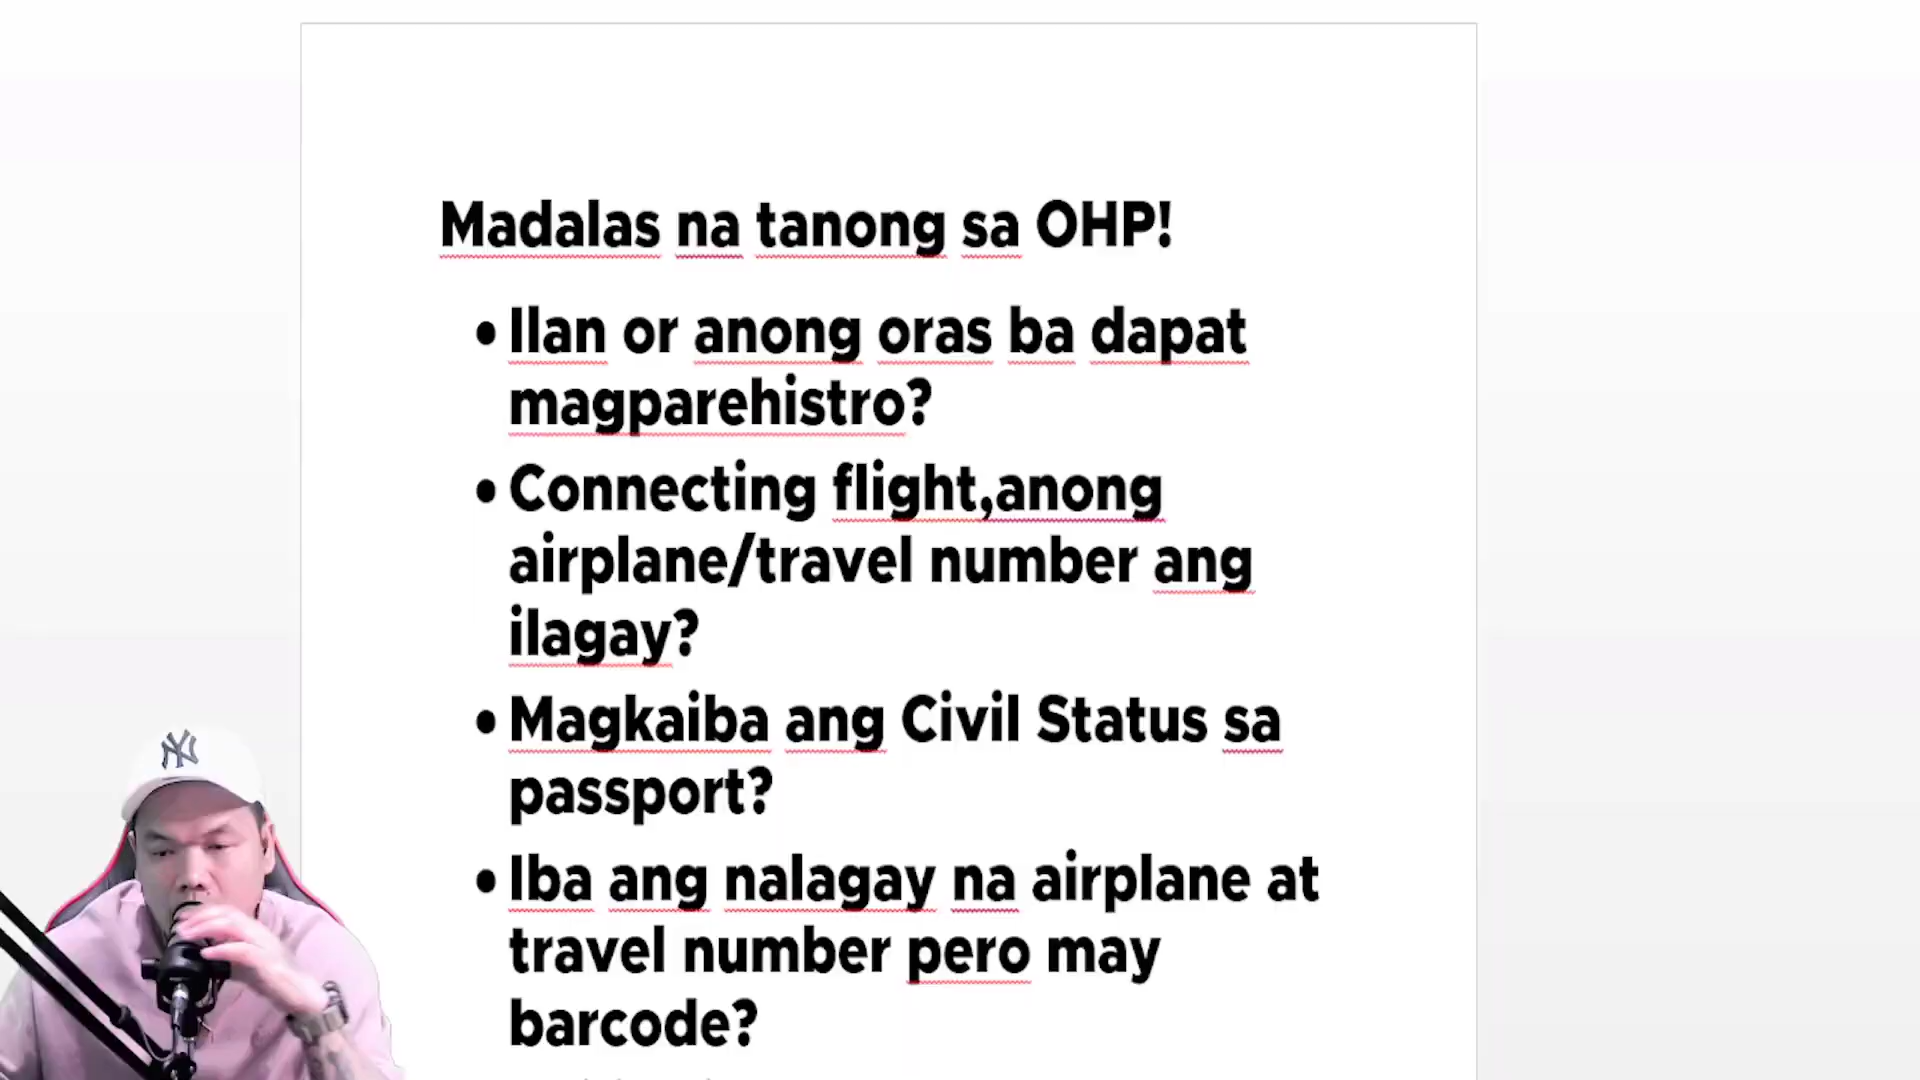 Madalas na tanong sa OHP!
• Ilan or anong oras ba dapat
magparehistro?
• Connecting flight,anong
airplane/travel number ang
ilagay?
• Magkaiba ang Civil Status sa
passport?
• Iba ang nalagay na airplane at
travel number pero may
barcode?
NY